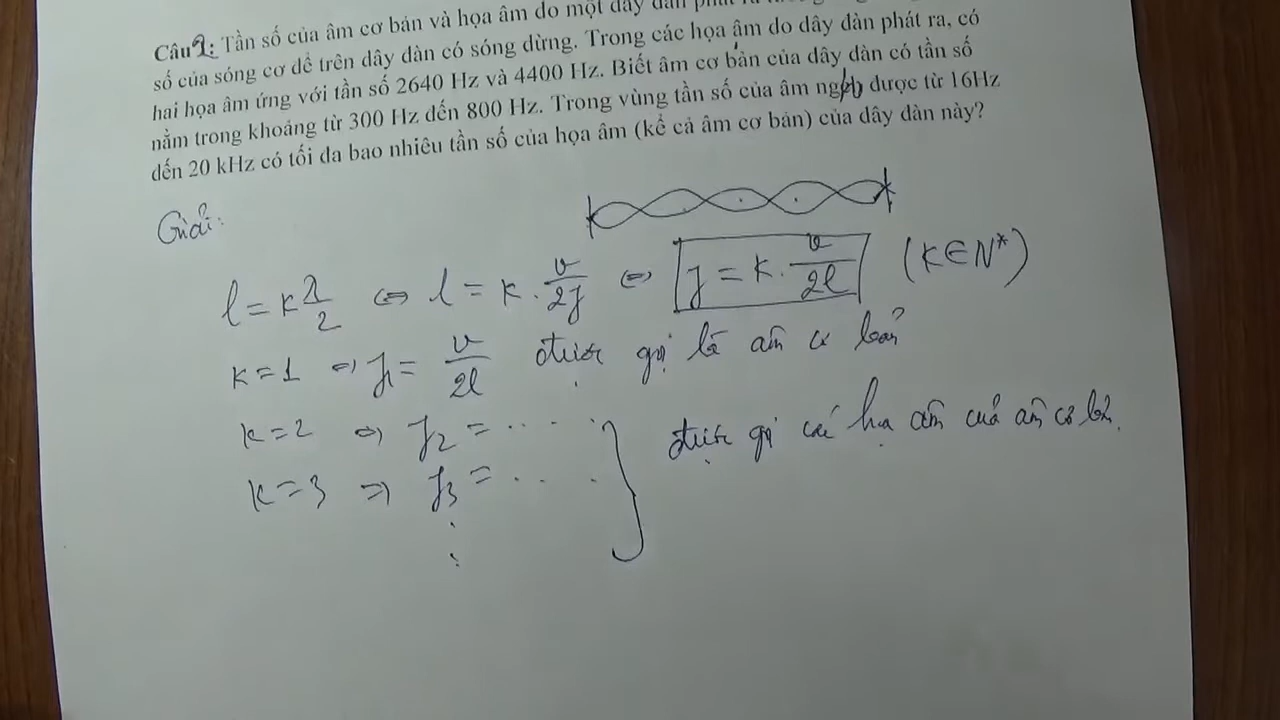 Câu 2: Tần số của âm cơ bản và họa âm do một dây đàn phát ra
số của sóng cơ để trên dây đàn có sóng dừng. Trong các họa âm do dây đàn phát ra, có
hai họa âm ứng với tần số 2640 Hz và 4400 Hz. Biết âm cơ bản của dây đàn có tần số
nằm trong khoảng từ 300 Hz đến 800 Hz. Trong vùng tần số của âm nghe được từ 16Hz
đến 20 kHz có tối đa bao nhiêu tần số của họa âm (kể cả âm cơ bản) của dây đàn này?
Giải:
l = k λ/2 ⇔ l = k . v/2f ⇔ f = k . v/2l (k ∈ N*)
k = 1 ⇒ f1 = v/2l được gọi là âm cơ bản
k = 2 ⇒ f2 = ....
k = 3 ⇒ f3 = ....
⋮
được gọi các họa âm của âm cơ bản.